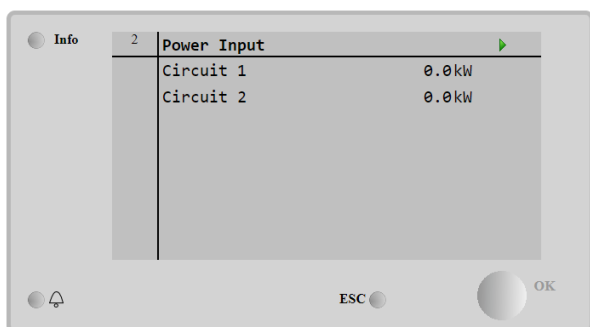 Info
2
Power Input
Circuit 1 0.0kW
Circuit 2 0.0kW
ESC
OK